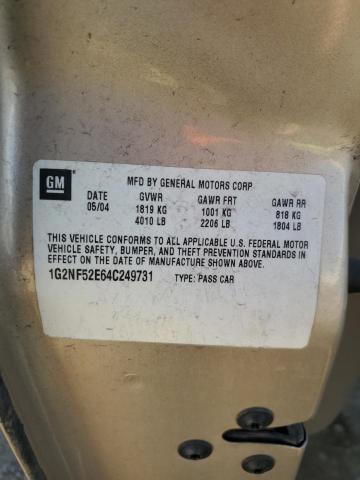 GM
MFD BY GENERAL MOTORS CORP
DATE GVWR GAWR FRT GAWR RR
05/04 1819 KG 1001 KG 818 KG
4010 LB 2206 LB 1804 LB
THIS VEHICLE CONFORMS TO ALL APPLICABLE U.S. FEDERAL MOTOR
VEHICLE SAFETY, BUMPER, AND THEFT PREVENTION STANDARDS
IN EFFECT ON THE DATE OF MANUFACTURE SHOWN ABOVE.
1G2NF52E64C249731 TYPE: PASS CAR